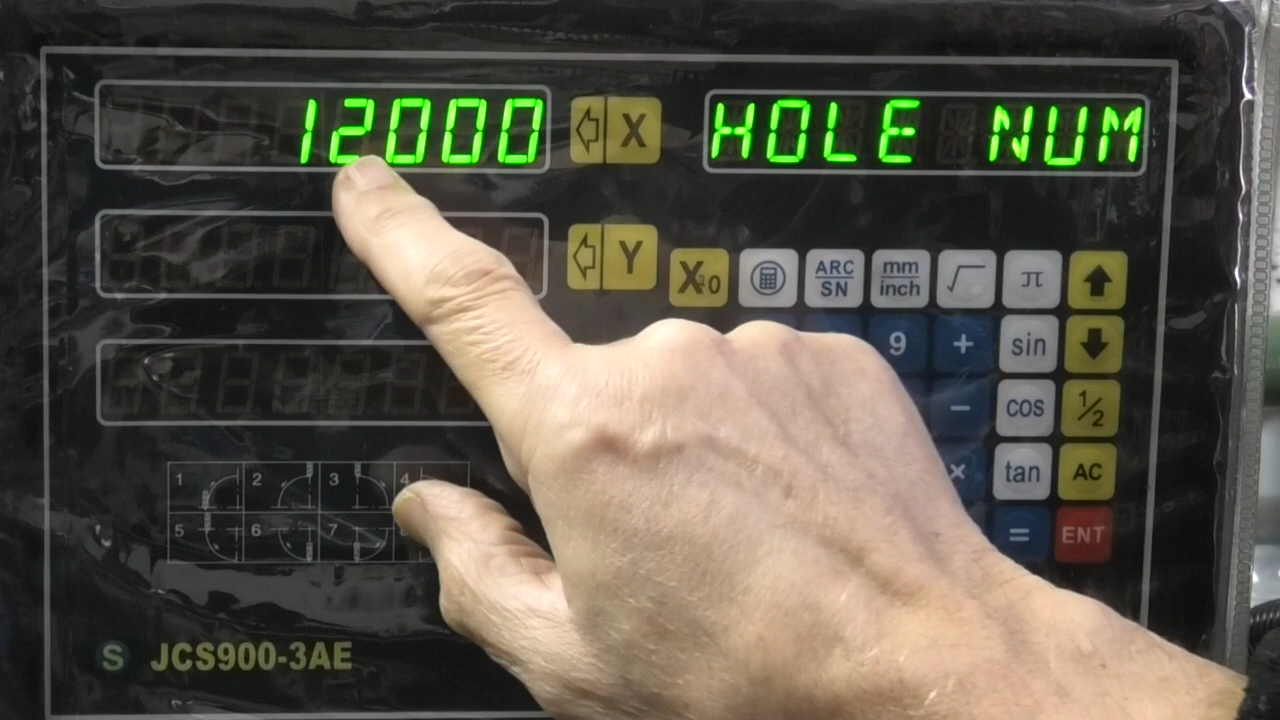 12000 X HOLE NUM
Y X0 ARC SN mm inch √ π
9 + sin
− cos 1/2
1 2 3 4 × tan AC
5 6 7 = ENT
S JCS900-3AE